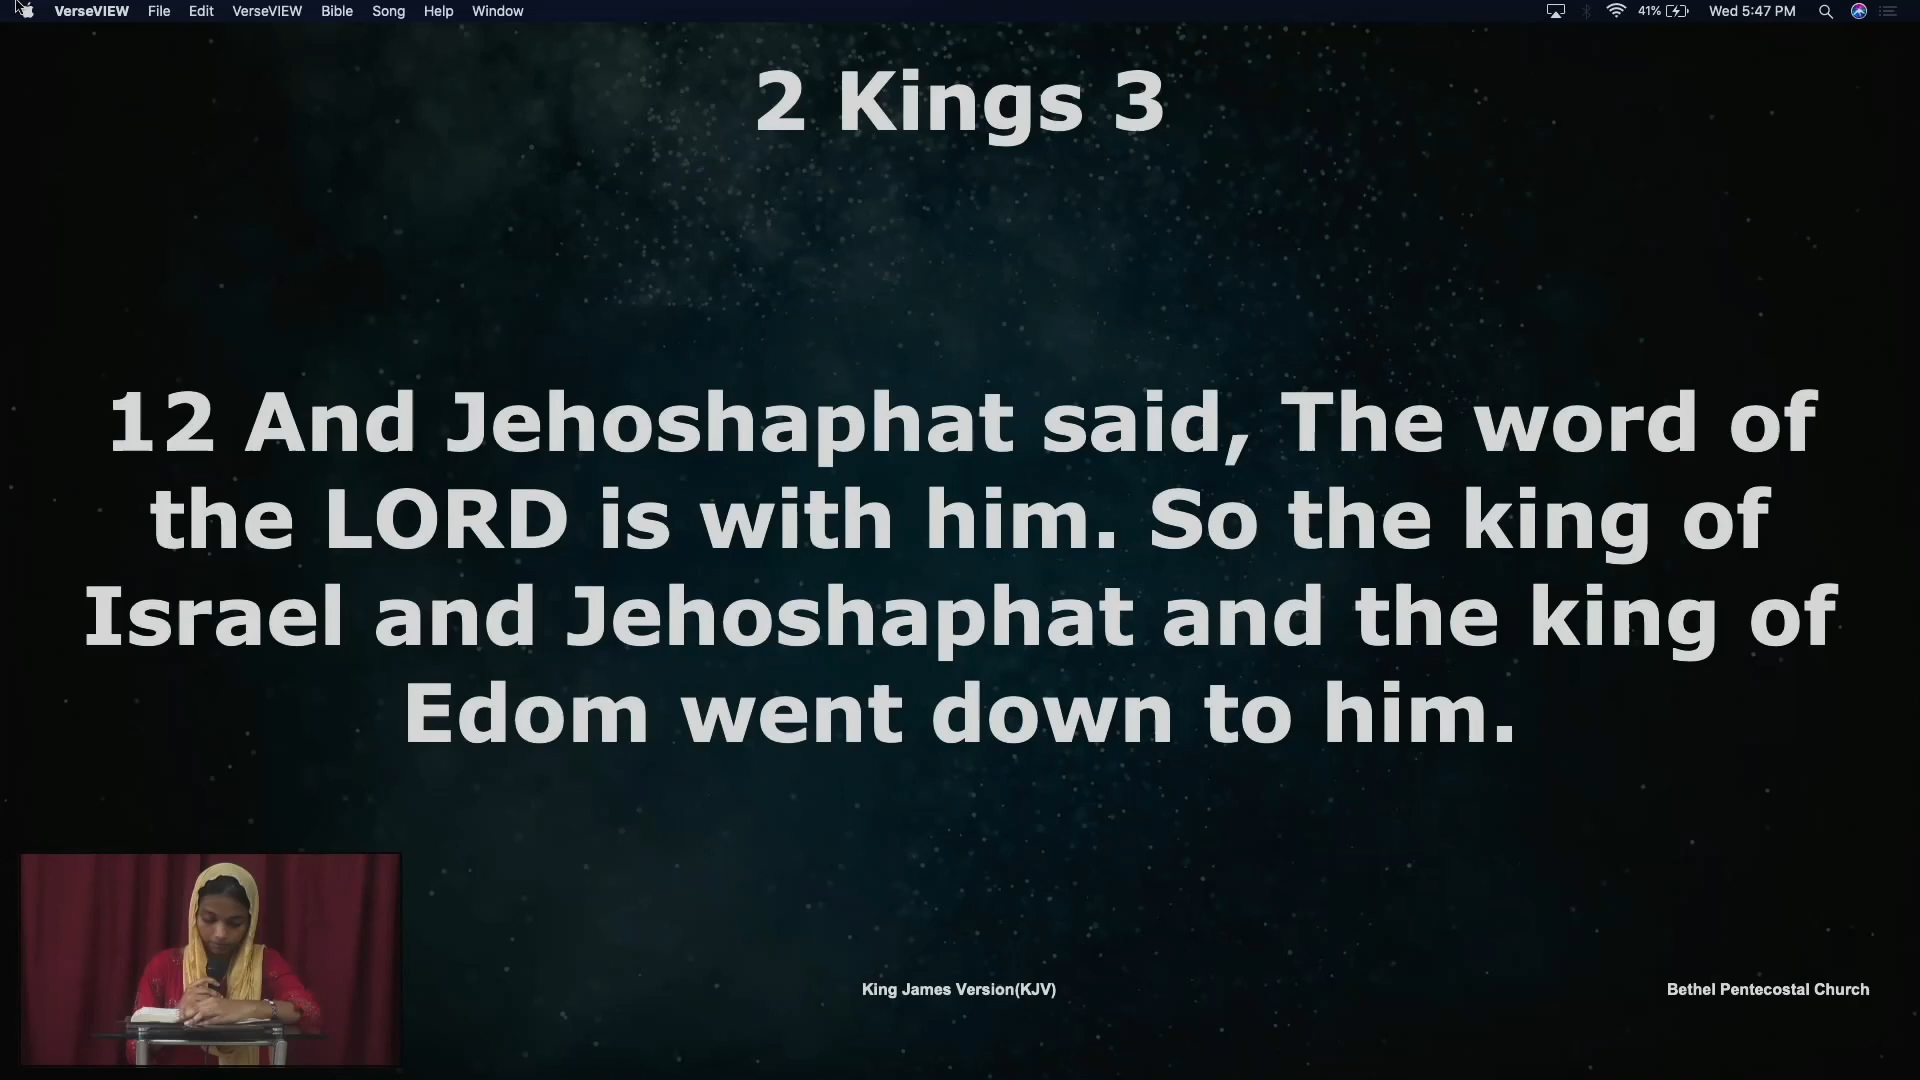 VerseVIEW File Edit VerseVIEW Bible Song Help Window 41% Wed 5:47 PM
2 Kings 3
12 And Jehoshaphat said, The word of
the LORD is with him. So the king of
Israel and Jehoshaphat and the king of
Edom went down to him.
King James Version(KJV)
Bethel Pentecostal Church